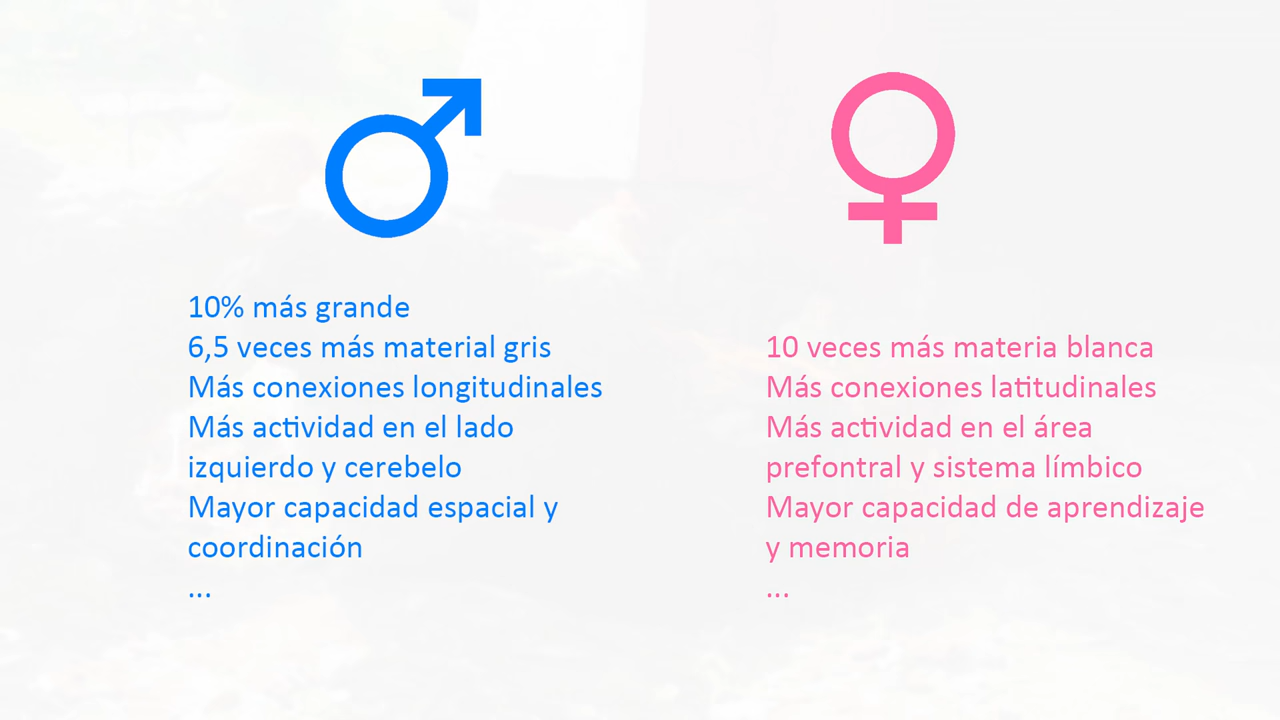 10% más grande
6,5 veces más material gris
Más conexiones longitudinales
Más actividad en el lado
izquierdo y cerebelo
Mayor capacidad espacial y
coordinación
...
10 veces más materia blanca
Más conexiones latitudinales
Más actividad en el área
prefontral y sistema límbico
Mayor capacidad de aprendizaje
y memoria
...